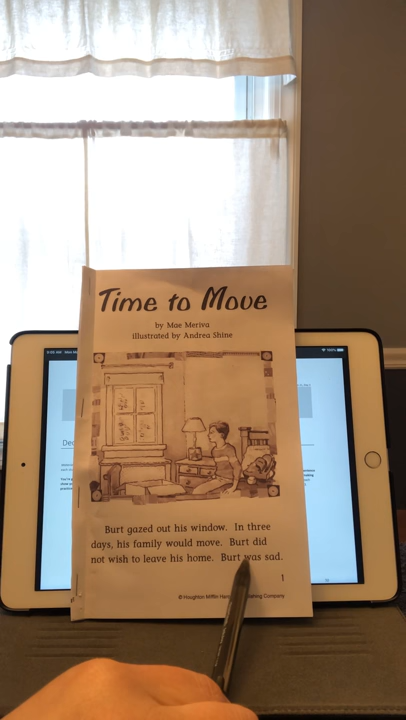 Time to Move
by Mae Meriva
illustrated by Andrea Shine
Burt gazed out his window. In three
days, his family would move. Burt did
not wish to leave his home. Burt was sad.
1
© Houghton Mifflin Publishing Company